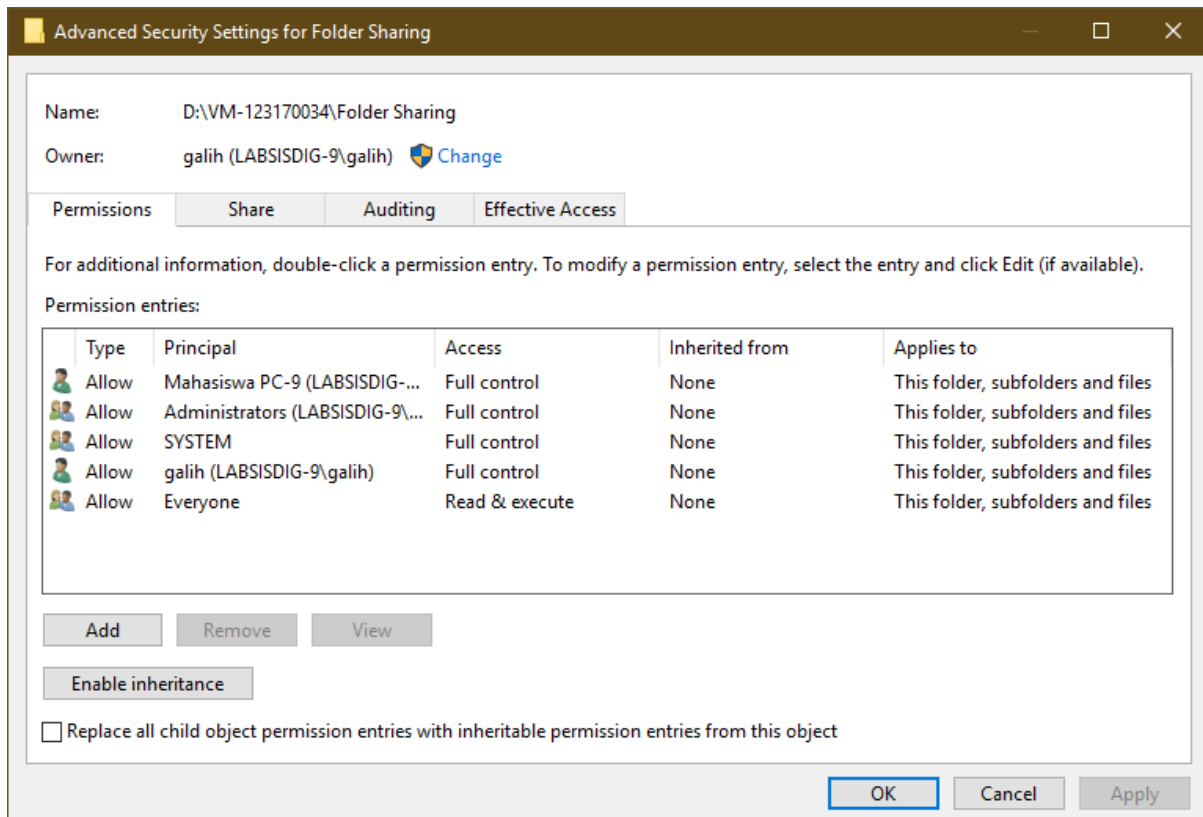 Advanced Security Settings for Folder Sharing
Name: D:\VM-123170034\Folder Sharing
Owner: galih (LABSISDIG-9\galih) Change
Permissions Share Auditing Effective Access
For additional information, double-click a permission entry. To modify a permission entry, select the entry and click Edit (if available).
Permission entries:
Type Principal Access Inherited from Applies to
Allow Mahasiswa PC-9 (LABSISDIG-... Full control None This folder, subfolders and files
Allow Administrators (LABSISDIG-9\... Full control None This folder, subfolders and files
Allow SYSTEM Full control None This folder, subfolders and files
Allow galih (LABSISDIG-9\galih) Full control None This folder, subfolders and files
Allow Everyone Read & execute None This folder, subfolders and files
Add Remove View
Enable inheritance
Replace all child object permission entries with inheritable permission entries from this object
OK Cancel Apply